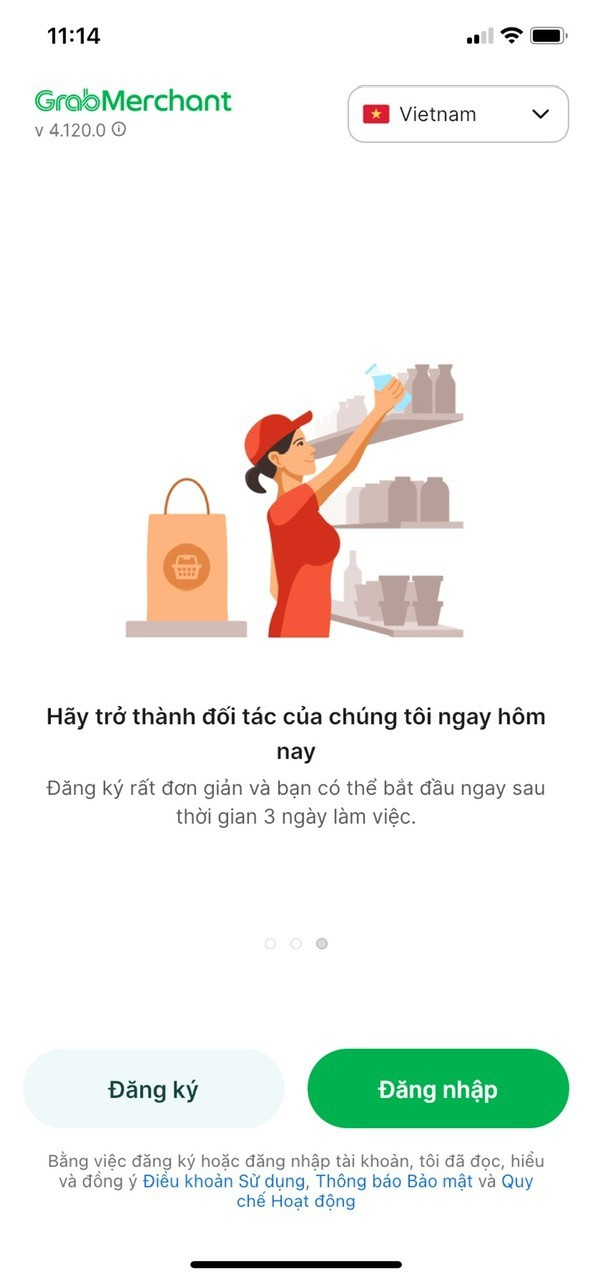 11:14
GrabMerchant
v 4.120.0
Vietnam
Hãy trở thành đối tác của chúng tôi ngay hôm
nay
Đăng ký rất đơn giản và bạn có thể bắt đầu ngay sau
thời gian 3 ngày làm việc.
Đăng ký
Đăng nhập
Bằng việc đăng ký hoặc đăng nhập tài khoản, tôi đã đọc, hiểu
và đồng ý Điều khoản Sử dụng, Thông báo Bảo mật và Quy
chế Hoạt động